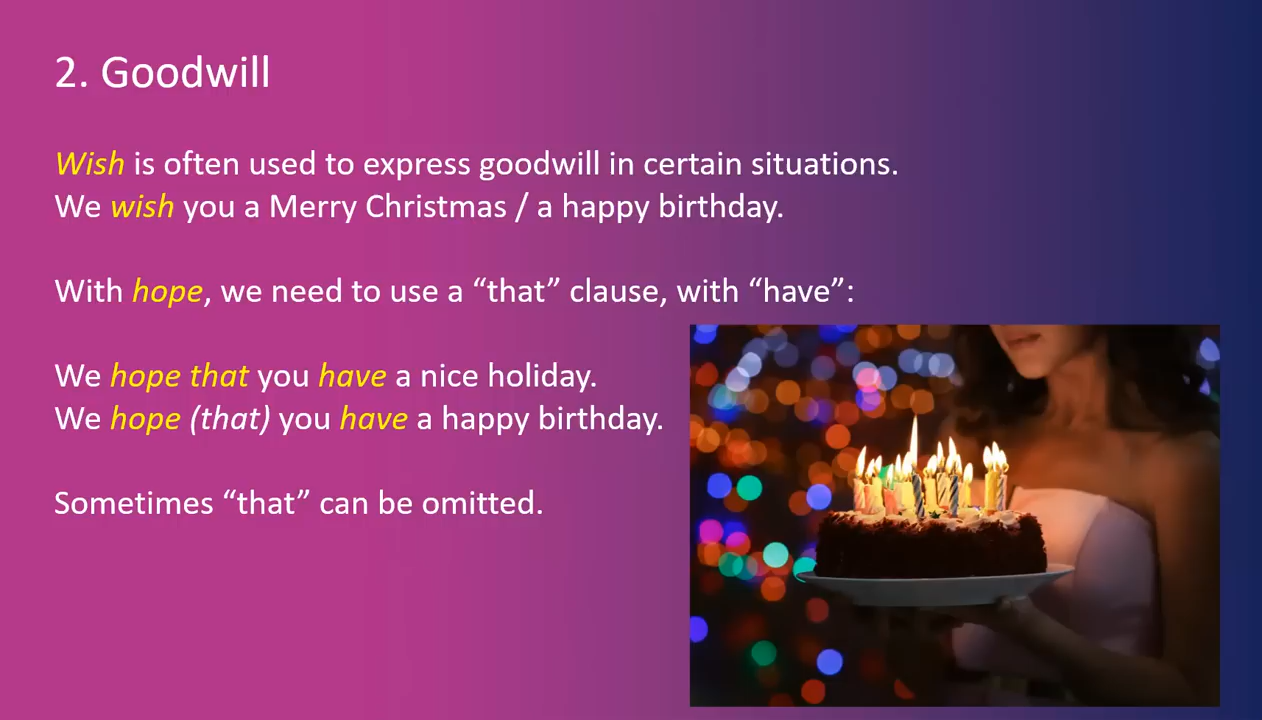 2. Goodwill
Wish is often used to express goodwill in certain situations.
We wish you a Merry Christmas / a happy birthday.
With hope, we need to use a “that” clause, with “have”:
We hope that you have a nice holiday.
We hope (that) you have a happy birthday.
Sometimes “that” can be omitted.